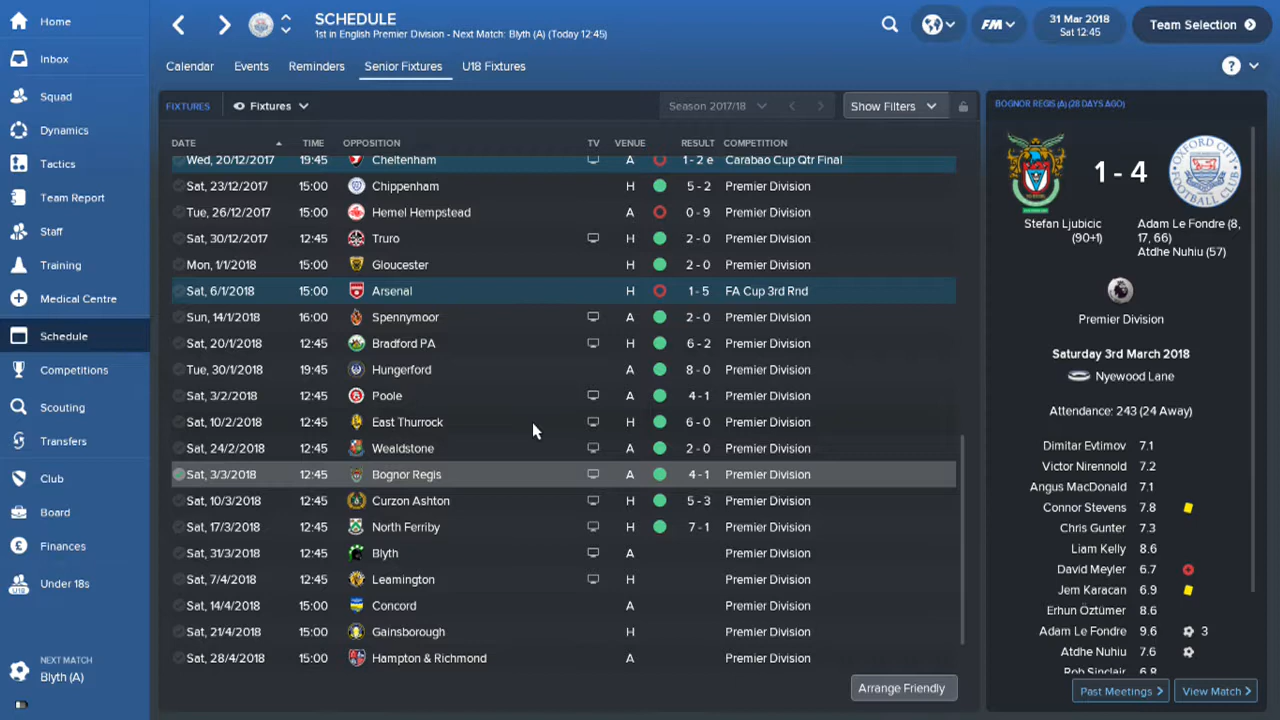 Home
Inbox
Squad
Dynamics
Tactics
Team Report
Staff
Training
Medical Centre
Schedule
Competitions
Scouting
Transfers
Club
Board
Finances
Under 18s
NEXT MATCH
Blyth (A)
SCHEDULE
1st in English Premier Division - Next Match: Blyth (A) (Today 12:45)
FM
31 Mar 2018
Sat 12:45
Team Selection
Calendar Events Reminders Senior Fixtures U18 Fixtures
?
FIXTURES Fixtures Season 2017/18 Show Filters
DATE TIME OPPOSITION TV VENUE RESULT COMPETITION
Wed, 20/12/2017 19:45 Cheltenham A 1 - 2 e Carabao Cup Qtr Final
Sat, 23/12/2017 15:00 Chippenham H 5 - 2 Premier Division
Tue, 26/12/2017 15:00 Hemel Hempstead A 0 - 9 Premier Division
Sat, 30/12/2017 12:45 Truro H 2 - 0 Premier Division
Mon, 1/1/2018 15:00 Gloucester H 2 - 0 Premier Division
Sat, 6/1/2018 15:00 Arsenal H 1 - 5 FA Cup 3rd Rnd
Sun, 14/1/2018 16:00 Spennymoor A 2 - 0 Premier Division
Sat, 20/1/2018 12:45 Bradford PA H 6 - 2 Premier Division
Tue, 30/1/2018 19:45 Hungerford A 8 - 0 Premier Division
Sat, 3/2/2018 12:45 Poole A 4 - 1 Premier Division
Sat, 10/2/2018 12:45 East Thurrock H 6 - 0 Premier Division
Sat, 24/2/2018 12:45 Wealdstone A 2 - 0 Premier Division
Sat, 3/3/2018 12:45 Bognor Regis A 4 - 1 Premier Division
Sat, 10/3/2018 12:45 Curzon Ashton H 5 - 3 Premier Division
Sat, 17/3/2018 12:45 North Ferriby H 7 - 1 Premier Division
Sat, 31/3/2018 12:45 Blyth A Premier Division
Sat, 7/4/2018 12:45 Leamington H Premier Division
Sat, 14/4/2018 15:00 Concord A Premier Division
Sat, 21/4/2018 15:00 Gainsborough H Premier Division
Sat, 28/4/2018 15:00 Hampton & Richmond A Premier Division
Arrange Friendly
BOGNOR REGIS (A) (28 DAYS AGO)
1 - 4
Stefan Ljubicic
(90+1)
Adam Le Fondre (8,
17, 66)
Atdhe Nuhiu (57)
Premier Division
Saturday 3rd March 2018
Nyewood Lane
Attendance: 243 (24 Away)
Dimitar Evtimov 7.1
Victor Nirennold 7.2
Angus MacDonald 7.1
Connor Stevens 7.8
Chris Gunter 7.3
Liam Kelly 8.6
David Meyler 6.7
Jem Karacan 6.9
Erhun Öztümer 8.6
Adam Le Fondre 9.6 3
Atdhe Nuhiu 7.6
Rob Sinclair 6.8
Past Meetings View Match